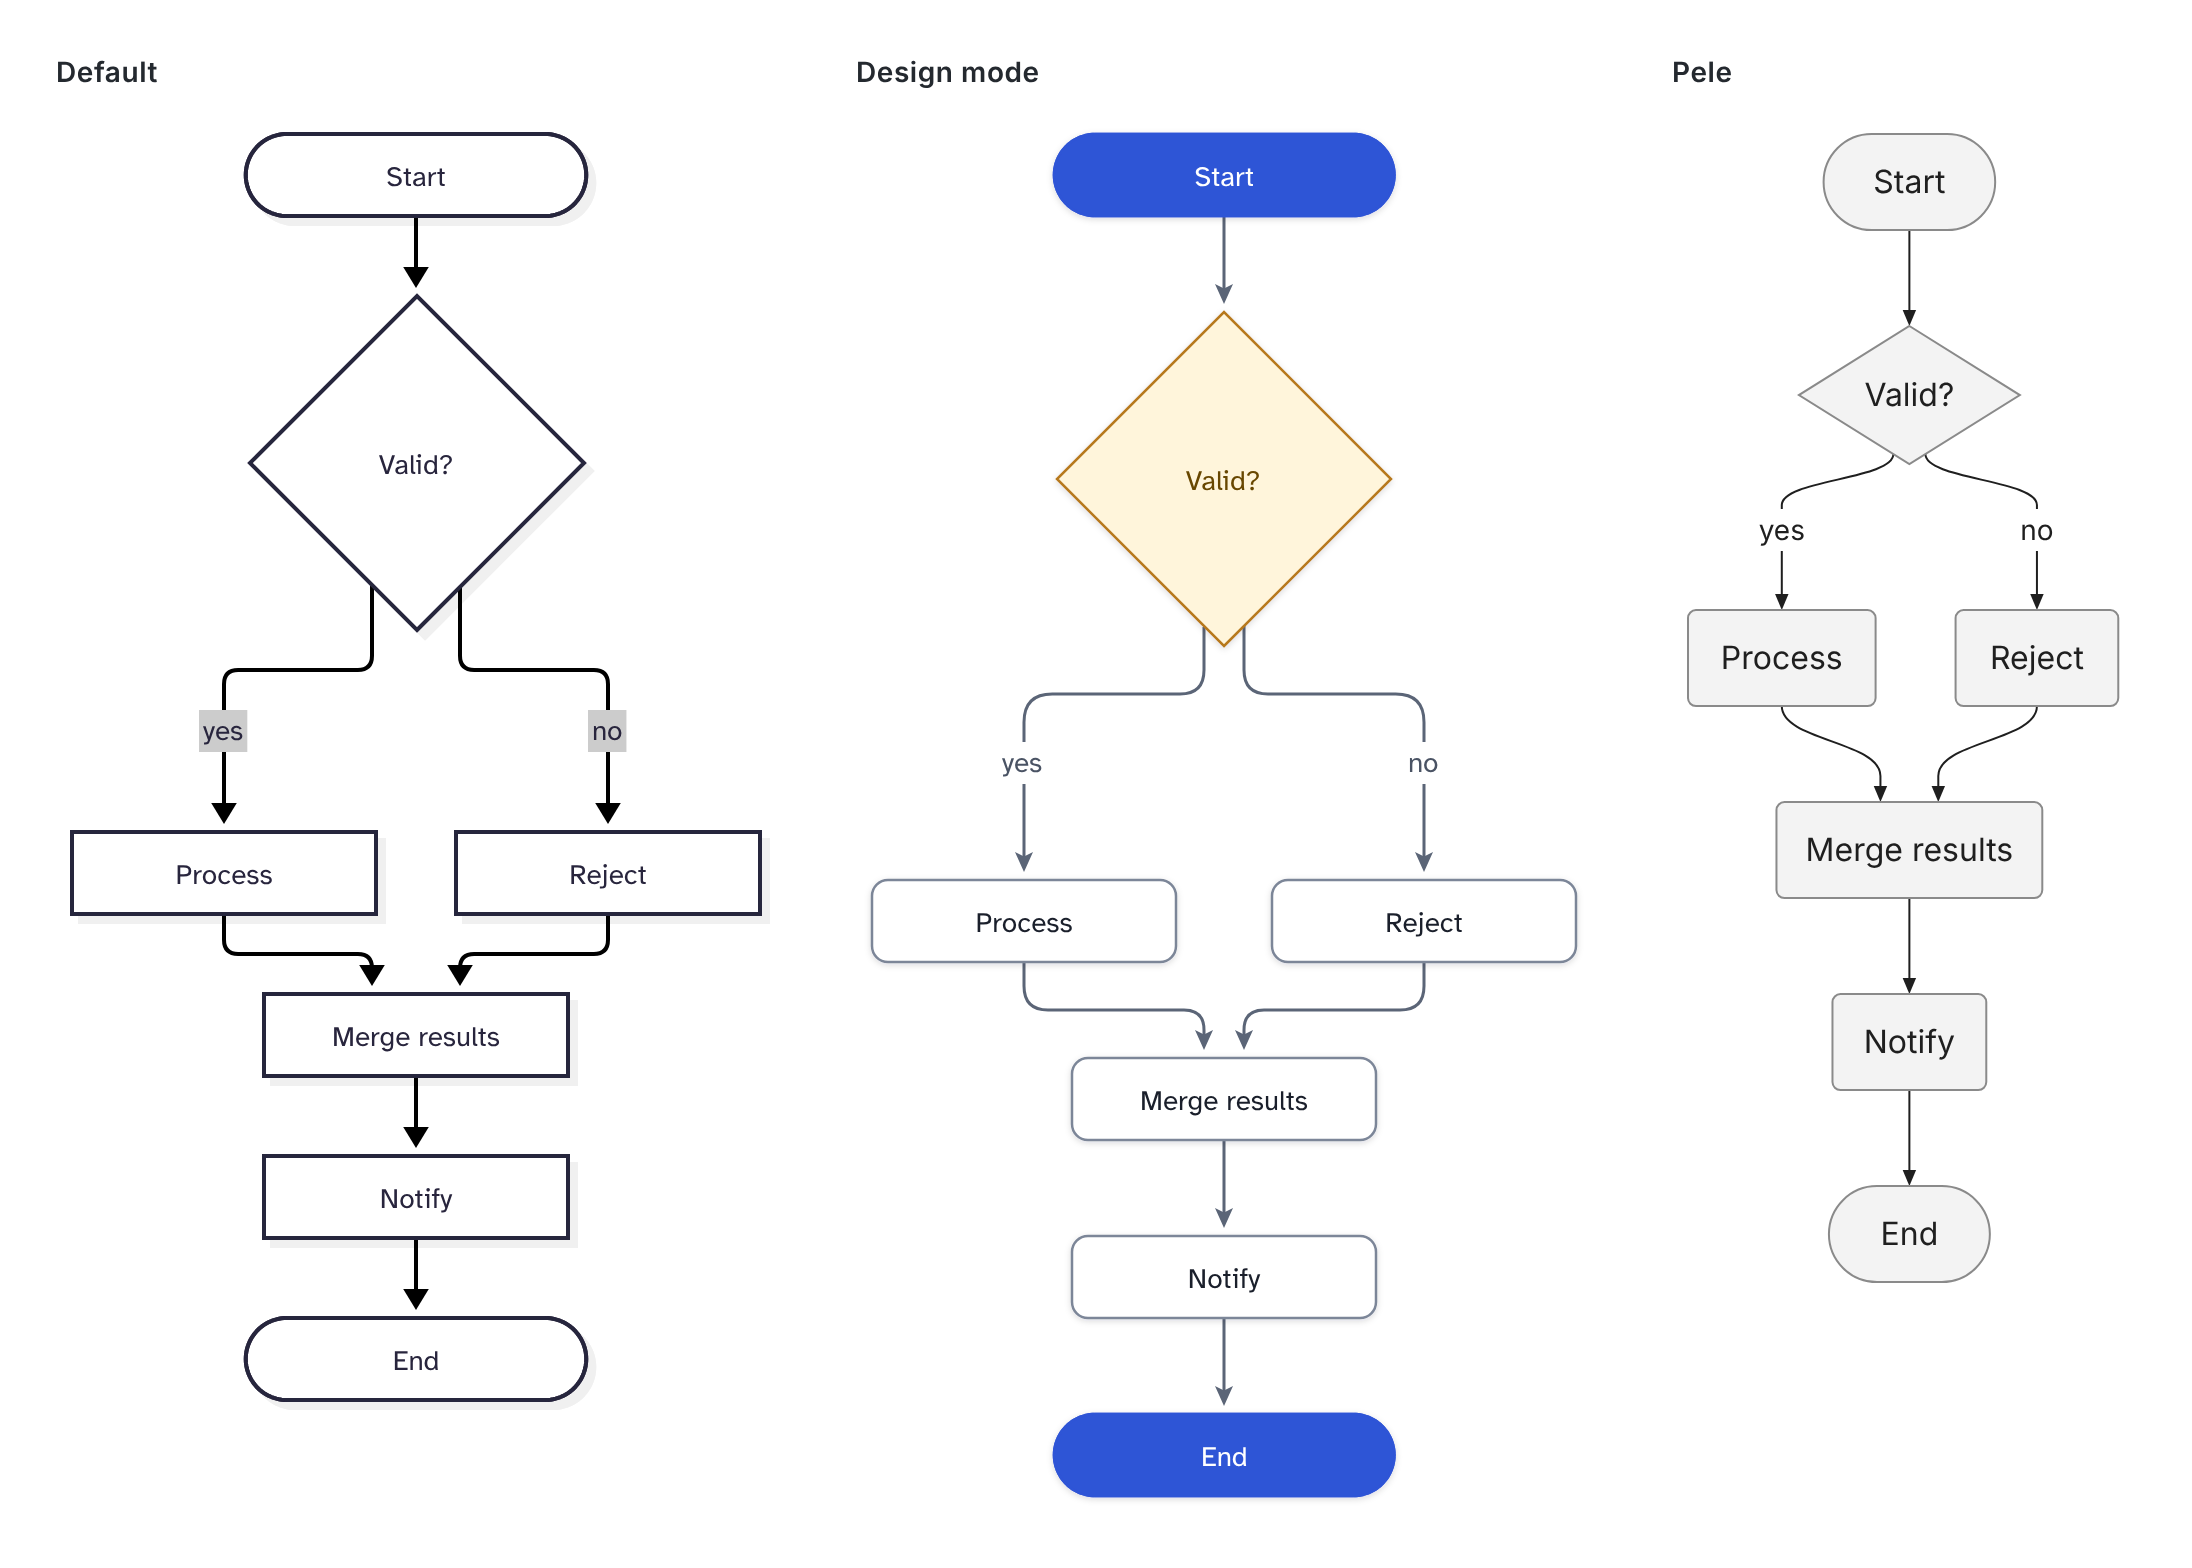 Default
Start
Valid?
yes
no
Process
Reject
Merge results
Notify
End
Design mode
Start
Valid?
yes
no
Process
Reject
Merge results
Notify
End
Pele
Start
Valid?
yes
no
Process
Reject
Merge results
Notify
End